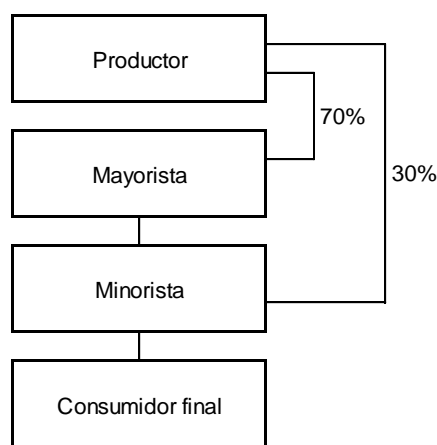 Productor
70%
Mayorista
30%
Minorista
Consumidor final